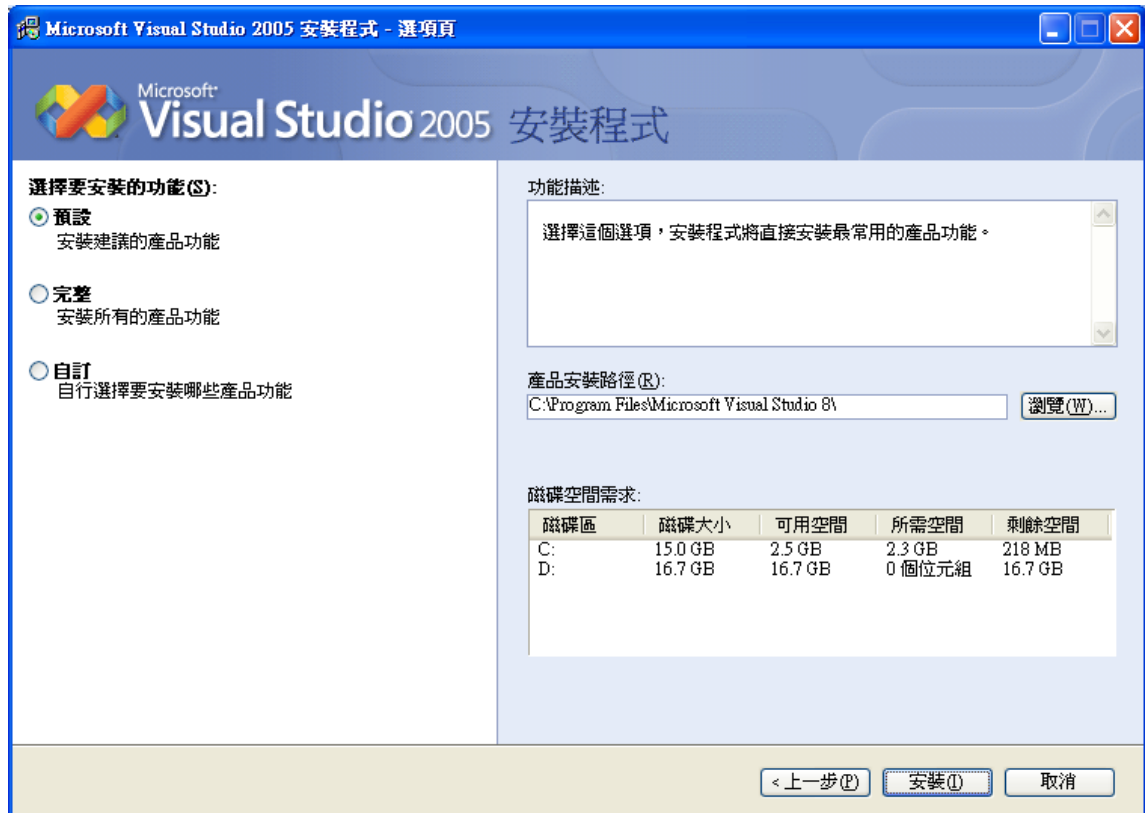 Microsoft Visual Studio 2005 安裝程式 - 選項頁
Microsoft
Visual Studio 2005 安裝程式
選擇要安裝的功能(S):
預設
安裝建議的產品功能
完整
安裝所有的產品功能
自訂
自行選擇要安裝哪些產品功能
功能描述:
選擇這個選項，安裝程式將直接安裝最常用的產品功能。
產品安裝路徑(R):
C:\Program Files\Microsoft Visual Studio 8\
瀏覽(W)...
磁碟空間需求:
磁碟區 磁碟大小 可用空間 所需空間 剩餘空間
C: 15.0 GB 2.5 GB 2.3 GB 218 MB
D: 16.7 GB 16.7 GB 0 個位元組 16.7 GB
<上一步(P) 安裝(I) 取消